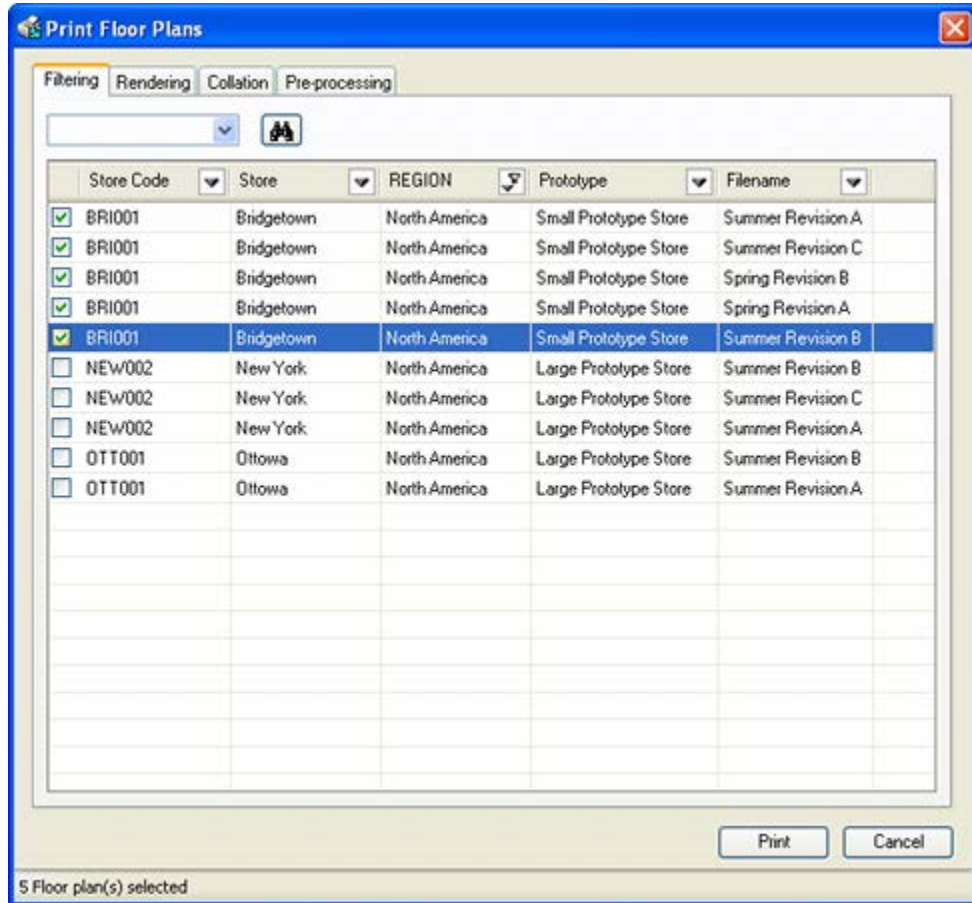 Print Floor Plans
Filtering Rendering Collation Pre-processing
Store Code Store REGION Prototype Filename
BRI001 Bridgetown North America Small Prototype Store Summer Revision A
BRI001 Bridgetown North America Small Prototype Store Summer Revision C
BRI001 Bridgetown North America Small Prototype Store Spring Revision B
BRI001 Bridgetown North America Small Prototype Store Spring Revision A
BRI001 Bridgetown North America Small Prototype Store Summer Revision B
NEW002 New York North America Large Prototype Store Summer Revision B
NEW002 New York North America Large Prototype Store Summer Revision C
NEW002 New York North America Large Prototype Store Summer Revision A
OTT001 Ottowa North America Large Prototype Store Summer Revision B
OTT001 Ottowa North America Large Prototype Store Summer Revision A
Print Cancel
5 Floor plan(s) selected